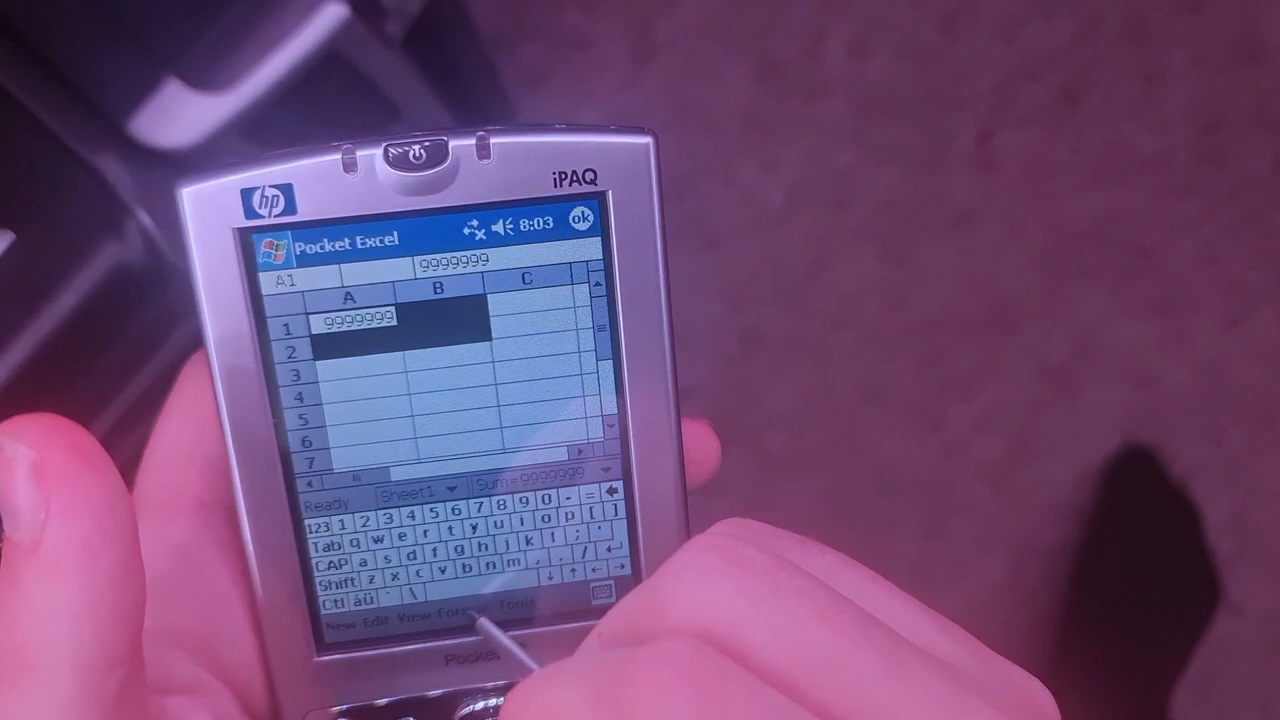 hp
iPAQ
Pocket Excel 8:03 ok
A1 9999999
A B C
1 9999999
2
3
4
5
6
7
Ready Sheet1 Sum=9999999
123 1 2 3 4 5 6 7 8 9 0 - =
Tab q w e r t y u i o p [ ]
CAP a s d f g h j k l ; '
Shift z x c v b n m , . /
Ctl áü ` \
New Edit View Format Tools
Pocket